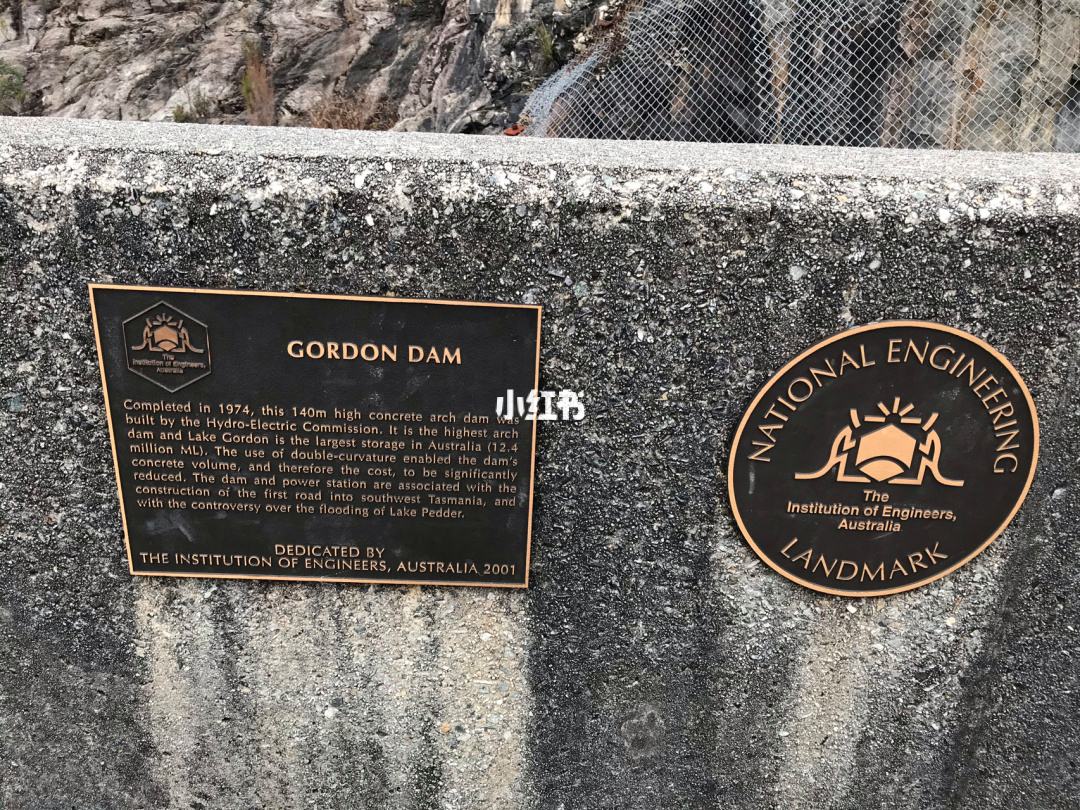 The
Institution of Engineers,
Australia
GORDON DAM
Completed in 1974, this 140m high concrete arch dam was
built by the Hydro-Electric Commission. It is the highest arch
dam and Lake Gordon is the largest storage in Australia (12.4
million ML). The use of double-curvature enabled the dam's
concrete volume, and therefore the cost, to be significantly
reduced. The dam and power station are associated with the
construction of the first road into southwest Tasmania, and
with the controversy over the flooding of Lake Pedder.
DEDICATED BY
THE INSTITUTION OF ENGINEERS, AUSTRALIA 2001
小红书
NATIONAL ENGINEERING
The
Institution of Engineers,
Australia
LANDMARK